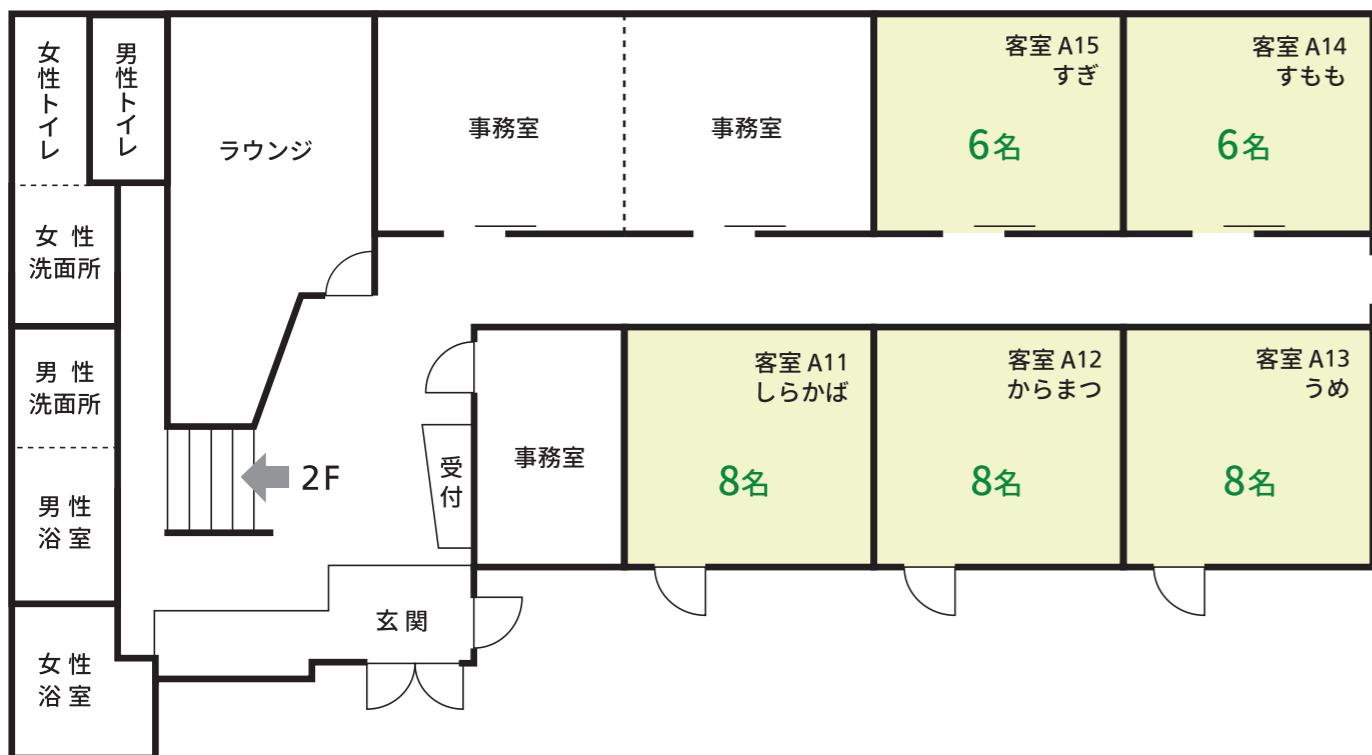 女性トイレ
男性トイレ
ラウンジ
事務室
事務室
客室 A15
すぎ
6名
客室 A14
すもも
6名
女 性
洗面所
男 性
洗面所
男 性
浴 室
女 性
浴 室
2F
受付
事務室
玄 関
客室 A11
しらかば
8名
客室 A12
からまつ
8名
客室 A13
うめ
8名